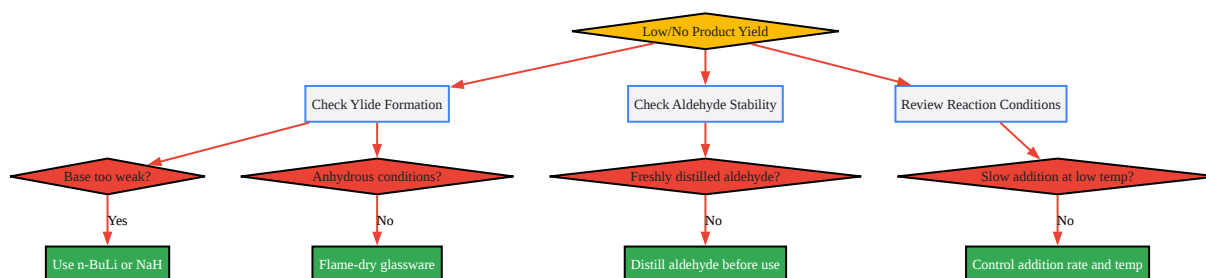 Low/No Product Yield
Check Ylide Formation
Check Aldehyde Stability
Review Reaction Conditions
Base too weak?
Anhydrous conditions?
Freshly distilled aldehyde?
Slow addition at low temp?
Yes
No
No
No
Use n-BuLi or NaH
Flame-dry glassware
Distill aldehyde before use
Control addition rate and temp